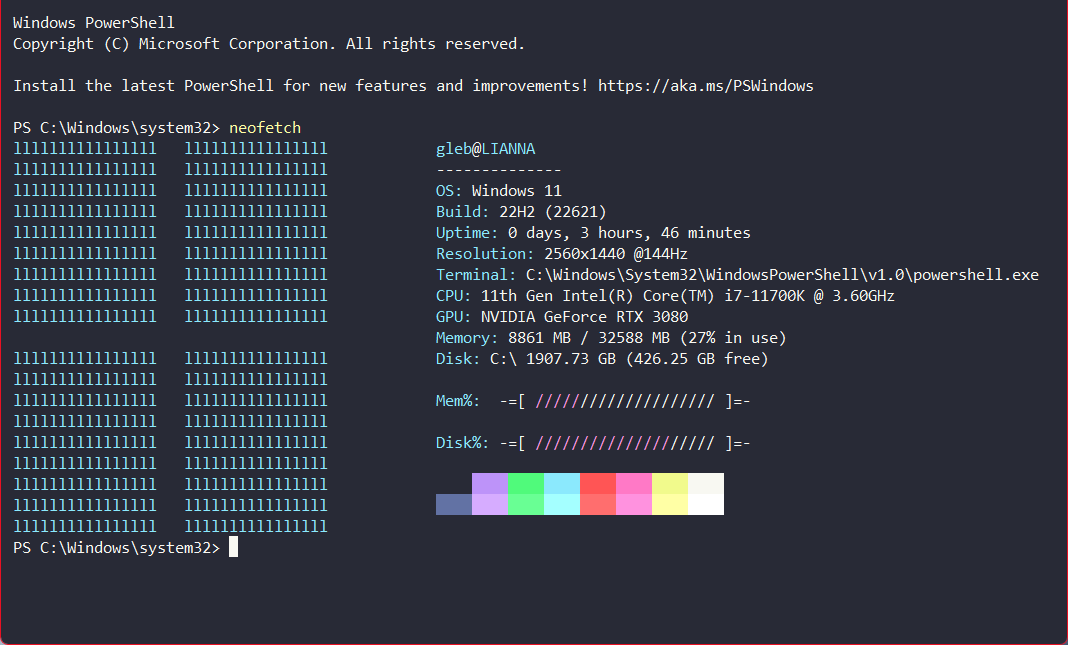 Windows PowerShell
Copyright (C) Microsoft Corporation. All rights reserved.
Install the latest PowerShell for new features and improvements! https://aka.ms/PSWindows
PS C:\Windows\system32> neofetch
llllllllllllllll   llllllllllllllll            gleb@LIANNA
llllllllllllllll   llllllllllllllll            --------------
llllllllllllllll   llllllllllllllll            OS: Windows 11
llllllllllllllll   llllllllllllllll            Build: 22H2 (22621)
llllllllllllllll   llllllllllllllll            Uptime: 0 days, 3 hours, 46 minutes
llllllllllllllll   llllllllllllllll            Resolution: 2560x1440 @144Hz
llllllllllllllll   llllllllllllllll            Terminal: C:\Windows\System32\WindowsPowerShell\v1.0\powershell.exe
llllllllllllllll   llllllllllllllll            CPU: 11th Gen Intel(R) Core(TM) i7-11700K @ 3.60GHz
llllllllllllllll   llllllllllllllll            GPU: NVIDIA GeForce RTX 3080
                                               Memory: 8861 MB / 32588 MB (27% in use)
llllllllllllllll   llllllllllllllll            Disk: C:\ 1907.73 GB (426.25 GB free)
llllllllllllllll   llllllllllllllll
llllllllllllllll   llllllllllllllll            Mem%:  -=[ //////////////////// ]=-
llllllllllllllll   llllllllllllllll
llllllllllllllll   llllllllllllllll            Disk%: -=[ //////////////////// ]=-
llllllllllllllll   llllllllllllllll
llllllllllllllll   llllllllllllllll
llllllllllllllll   llllllllllllllll
llllllllllllllll   llllllllllllllll
PS C:\Windows\system32>